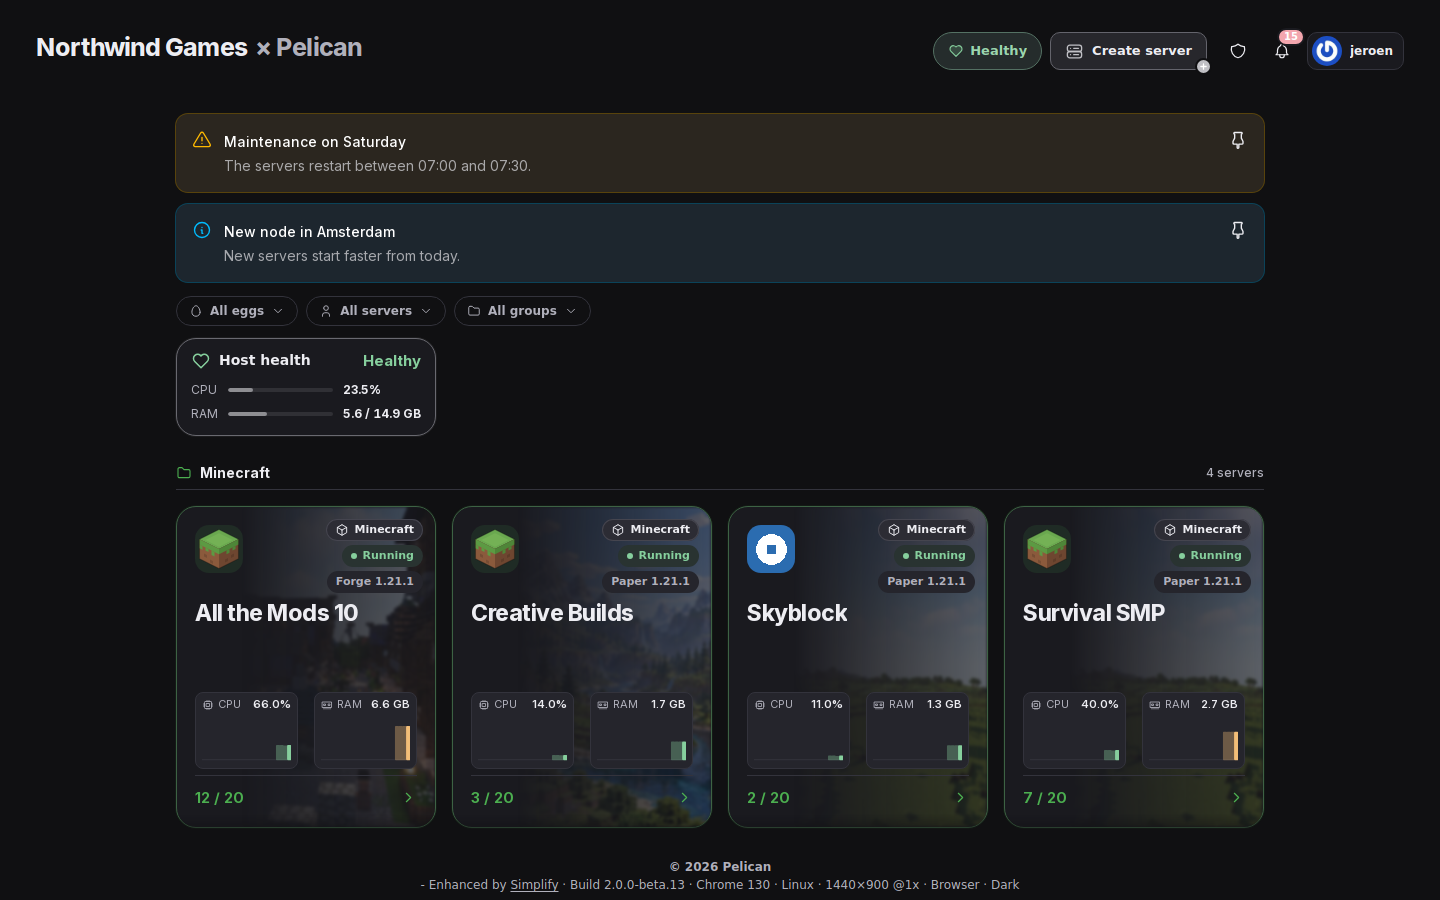 Northwind Games × Pelican
Healthy
Create server
15
jeroen
Maintenance on Saturday
The servers restart between 07:00 and 07:30.
New node in Amsterdam
New servers start faster from today.
All eggs
All servers
All groups
Host health
Healthy
CPU 23.5%
RAM 5.6 / 14.9 GB
Minecraft
4 servers
Minecraft
Running
Forge 1.21.1
All the Mods 10
CPU 66.0%
RAM 6.6 GB
12 / 20
Minecraft
Running
Paper 1.21.1
Creative Builds
CPU 14.0%
RAM 1.7 GB
3 / 20
Minecraft
Running
Paper 1.21.1
Skyblock
CPU 11.0%
RAM 1.3 GB
2 / 20
Minecraft
Running
Paper 1.21.1
Survival SMP
CPU 40.0%
RAM 2.7 GB
7 / 20
© 2026 Pelican
- Enhanced by Simplify · Build 2.0.0-beta.13 · Chrome 130 · Linux · 1440×900 @1x · Browser · Dark